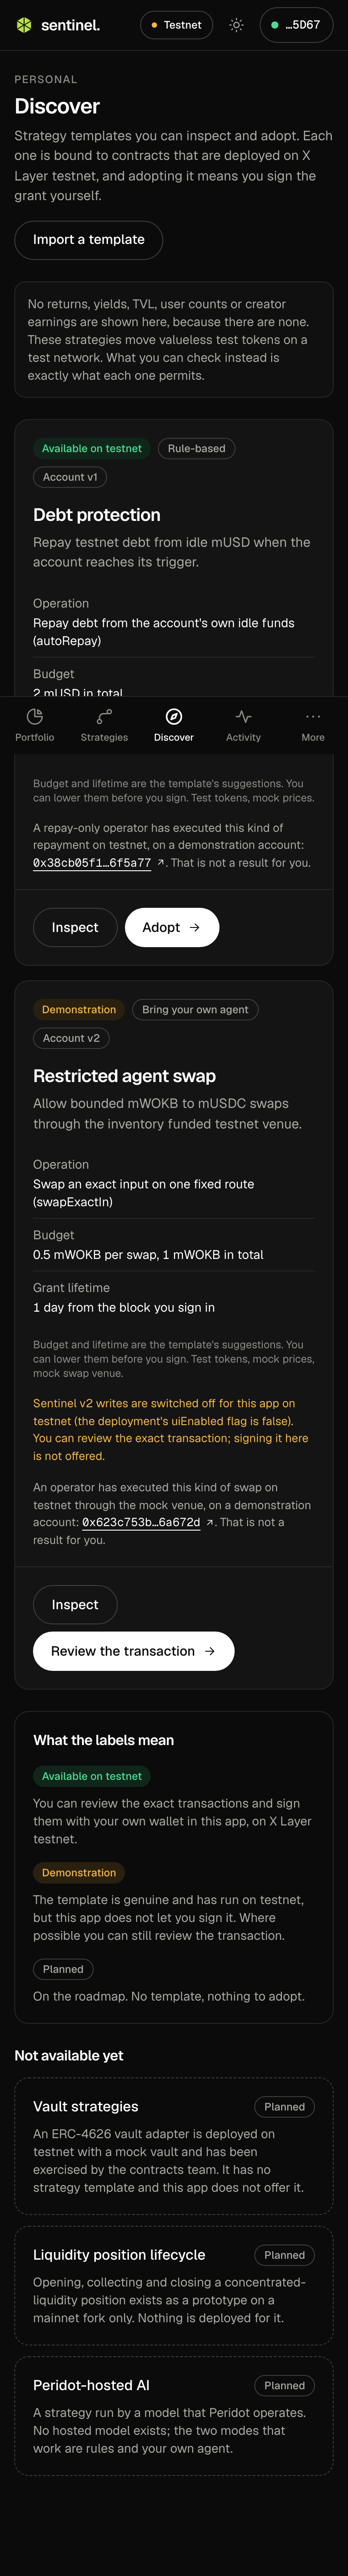 sentinel.
Testnet
…5D67
PERSONAL
Discover
Strategy templates you can inspect and adopt. Each
one is bound to contracts that are deployed on X
Layer testnet, and adopting it means you sign the
grant yourself.
Import a template
No returns, yields, TVL, user counts or creator
earnings are shown here, because there are none.
These strategies move valueless test tokens on a
test network. What you can check instead is
exactly what each one permits.
Available on testnet
Rule-based
Account v1
Debt protection
Repay testnet debt from idle mUSD when the
account reaches its trigger.
Operation
Repay debt from the account's own idle funds
(autoRepay)
Budget
2 mUSD in total
Portfolio
Strategies
Discover
Activity
More
Budget and lifetime are the template's suggestions. You
can lower them before you sign. Test tokens, mock prices.
A repay-only operator has executed this kind of
repayment on testnet, on a demonstration account:
0x38cb05f1…6f5a77 ↗. That is not a result for you.
Inspect
Adopt →
Demonstration
Bring your own agent
Account v2
Restricted agent swap
Allow bounded mWOKB to mUSDC swaps
through the inventory funded testnet venue.
Operation
Swap an exact input on one fixed route
(swapExactIn)
Budget
0.5 mWOKB per swap, 1 mWOKB in total
Grant lifetime
1 day from the block you sign in
Budget and lifetime are the template's suggestions. You
can lower them before you sign. Test tokens, mock prices,
mock swap venue.
Sentinel v2 writes are switched off for this app on
testnet (the deployment's uiEnabled flag is false).
You can review the exact transaction; signing it here
is not offered.
An operator has executed this kind of swap on
testnet through the mock venue, on a demonstration
account: 0x623c753b…6a672d ↗. That is not a
result for you.
Inspect
Review the transaction →
What the labels mean
Available on testnet
You can review the exact transactions and sign
them with your own wallet in this app, on X Layer
testnet.
Demonstration
The template is genuine and has run on testnet,
but this app does not let you sign it. Where
possible you can still review the transaction.
Planned
On the roadmap. No template, nothing to adopt.
Not available yet
Vault strategies
Planned
An ERC-4626 vault adapter is deployed on
testnet with a mock vault and has been
exercised by the contracts team. It has no
strategy template and this app does not offer it.
Liquidity position lifecycle
Planned
Opening, collecting and closing a concentrated-
liquidity position exists as a prototype on a
mainnet fork only. Nothing is deployed for it.
Peridot-hosted AI
Planned
A strategy run by a model that Peridot operates.
No hosted model exists; the two modes that
work are rules and your own agent.